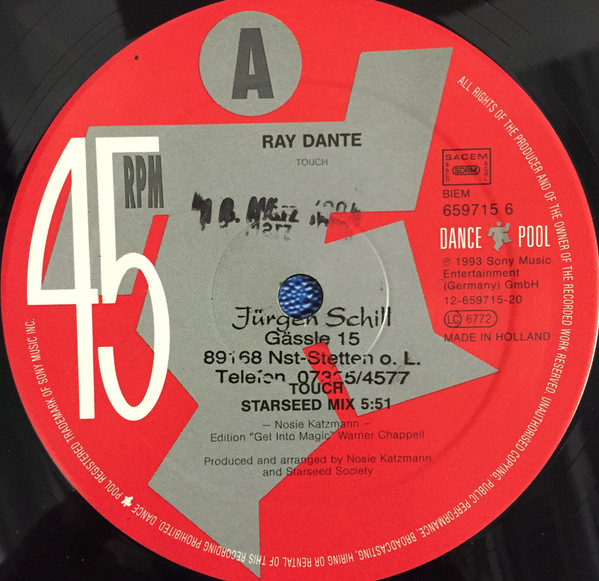 A
RAY DANTE
TOUCH
45
RPM
SACEM
SDRM
BIEM
659715 6
DANCE POOL
℗ 1993 Sony Music
Entertainment
(Germany) GmbH
12-659715-20
LC 6772
MADE IN HOLLAND
März
Jürgen Schill
Gässle 15
89168 Nst-Stetten o. L.
Telefon 07325/4577
TOUCH
STARSEED MIX 5:51
— Nosie Katzmann —
Edition "Get Into Magic" Warner Chappell
Produced and arranged by Nosie Katzmann
and Starseed Society
ALL RIGHTS OF THE PRODUCER AND OF THE OWNER OF THE RECORDED WORK RESERVED. UNAUTHORISED COPYING, PUBLIC PERFORMANCE, BROADCASTING, HIRING OR RENTAL OF THIS RECORDING PROHIBITED. DANCE ★ POOL REGISTERED TRADEMARK OF SONY MUSIC INC.